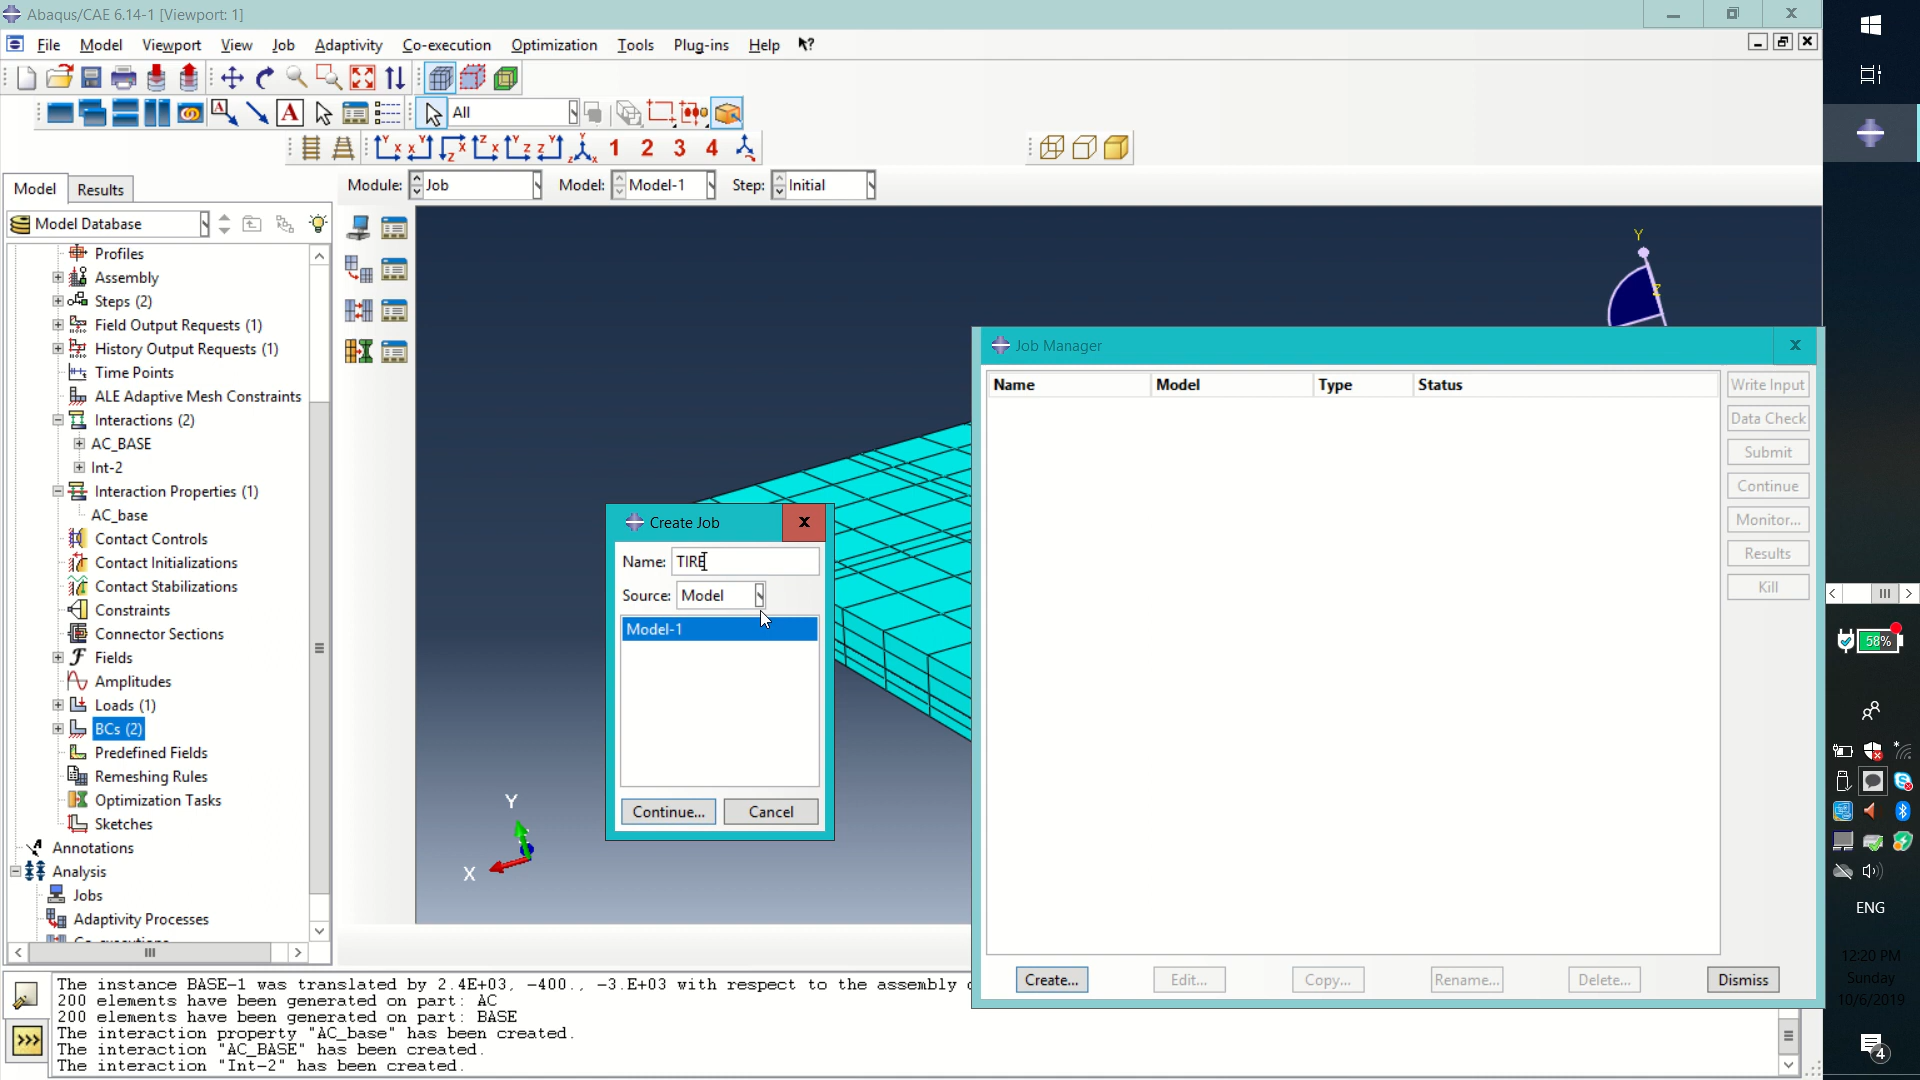 Abaqus/CAE 6.14-1 [Viewport: 1]
File Model Viewport View Job Adaptivity Co-execution Optimization Tools Plug-ins Help
All
1 2 3 4
Model Results
Module: Job Model: Model-1 Step: Initial
Model Database
Profiles
Assembly
Steps (2)
Field Output Requests (1)
History Output Requests (1)
Time Points
ALE Adaptive Mesh Constraints
Interactions (2)
AC_BASE
Int-2
Interaction Properties (1)
AC_base
Contact Controls
Contact Initializations
Contact Stabilizations
Constraints
Connector Sections
Fields
Amplitudes
Loads (1)
BCs (2)
Predefined Fields
Remeshing Rules
Optimization Tasks
Sketches
Annotations
Analysis
Jobs
Adaptivity Processes
Y
Z
Y
X
Create Job
Name: TIRE
Source: Model
Model-1
Continue... Cancel
Job Manager
Name Model Type Status
Write Input
Data Check
Submit
Continue
Monitor...
Results
Kill
Create... Edit... Copy... Rename... Delete... Dismiss
The instance BASE-1 was translated by 2.4E+03, -400., -3.E+03 with respect to the assembly
200 elements have been generated on part: AC
200 elements have been generated on part: BASE
The interaction property "AC_base" has been created.
The interaction "AC_BASE" has been created.
The interaction "Int-2" has been created.
58%
ENG
12:20 PM
Sunday
10/6/2019
4